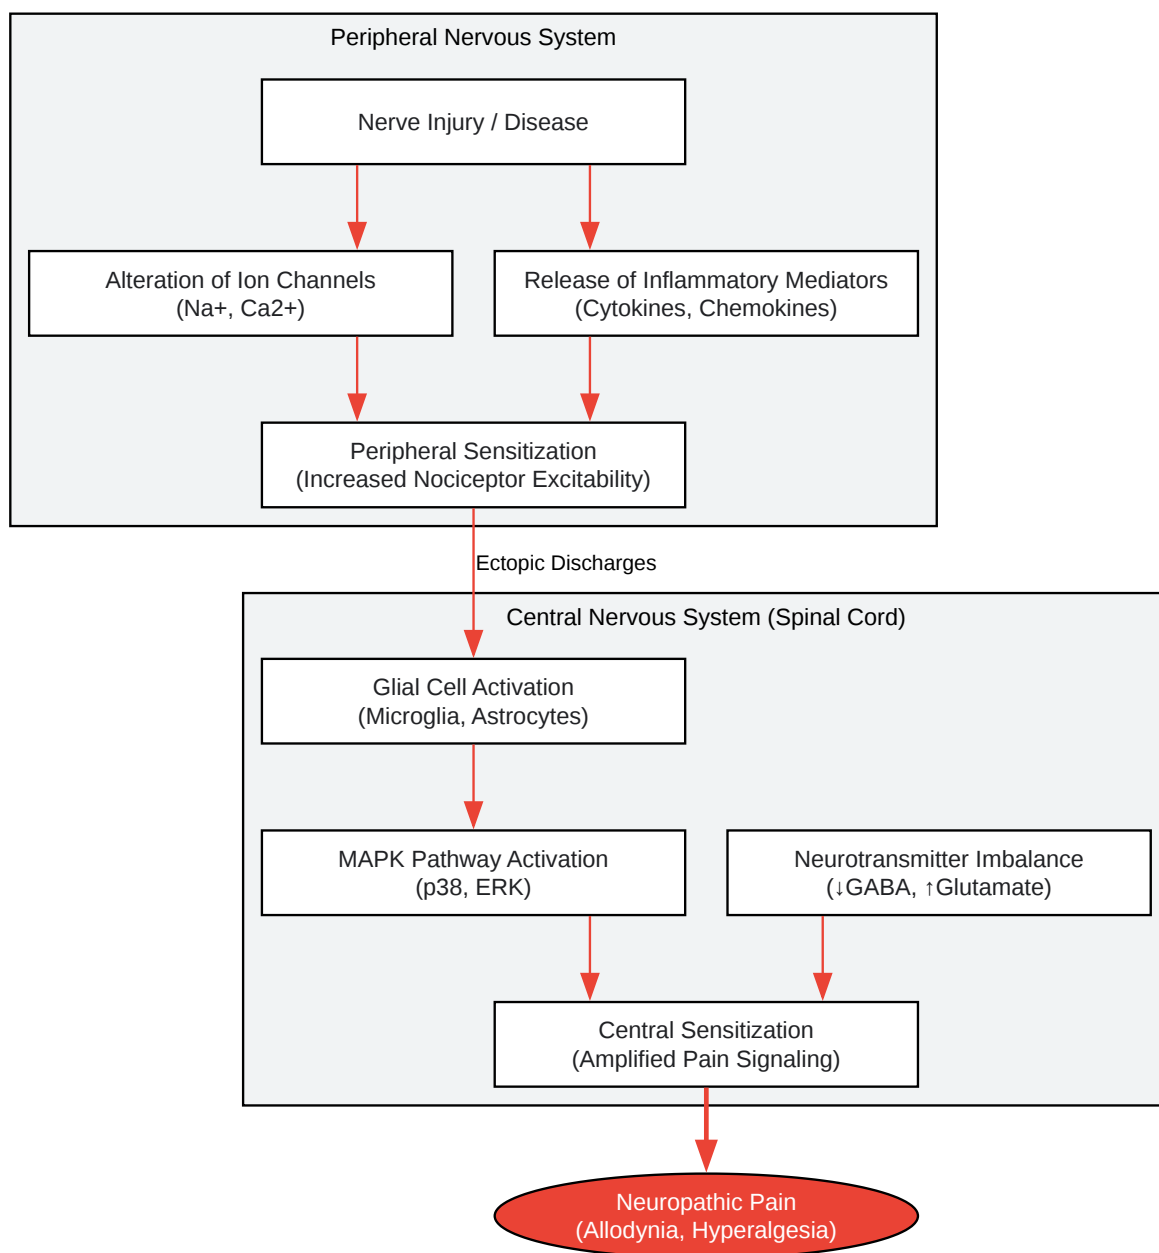 Peripheral Nervous System
Nerve Injury / Disease
Alteration of Ion Channels
(Na+, Ca2+)
Release of Inflammatory Mediators
(Cytokines, Chemokines)
Peripheral Sensitization
(Increased Nociceptor Excitability)
Ectopic Discharges
Central Nervous System (Spinal Cord)
Glial Cell Activation
(Microglia, Astrocytes)
MAPK Pathway Activation
(p38, ERK)
Neurotransmitter Imbalance
(↓GABA, ↑Glutamate)
Central Sensitization
(Amplified Pain Signaling)
Neuropathic Pain
(Allodynia, Hyperalgesia)